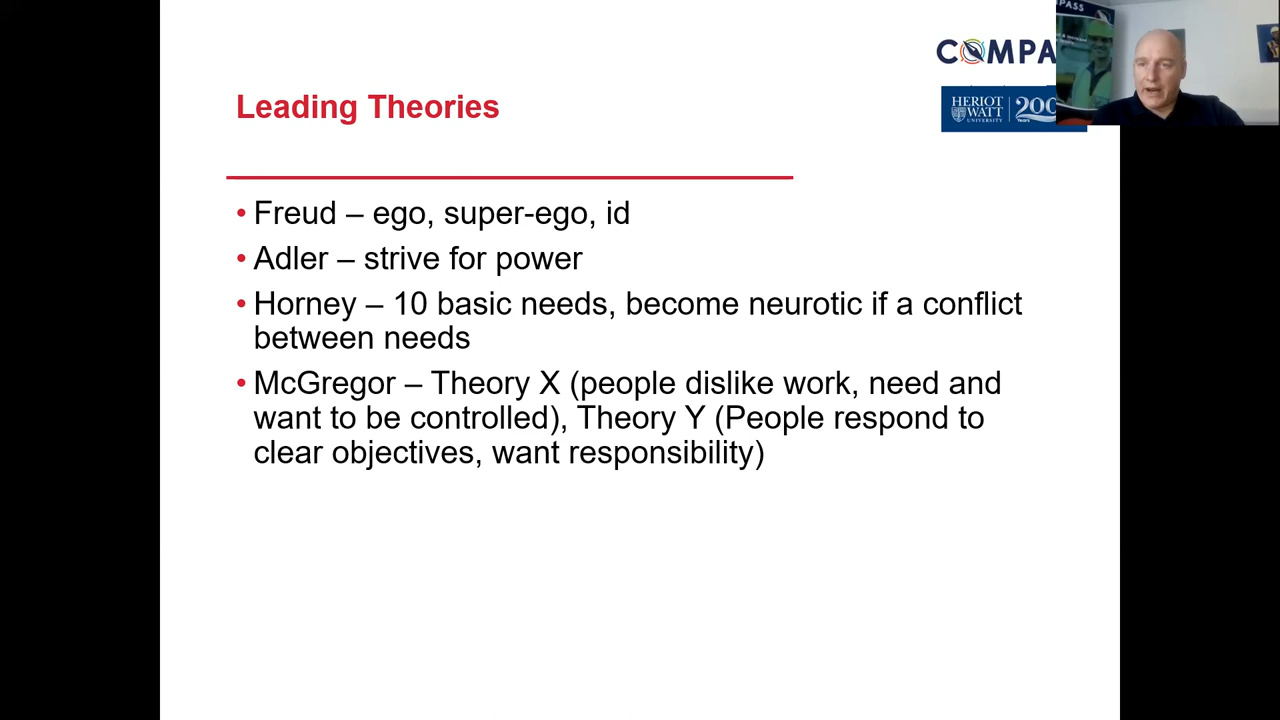 PASS
COMPA
Leading Theories
HERIOT
WATT
UNIVERSITY
200
Years
• Freud – ego, super-ego, id
• Adler – strive for power
• Horney – 10 basic needs, become neurotic if a conflict
between needs
• McGregor – Theory X (people dislike work, need and
want to be controlled), Theory Y (People respond to
clear objectives, want responsibility)